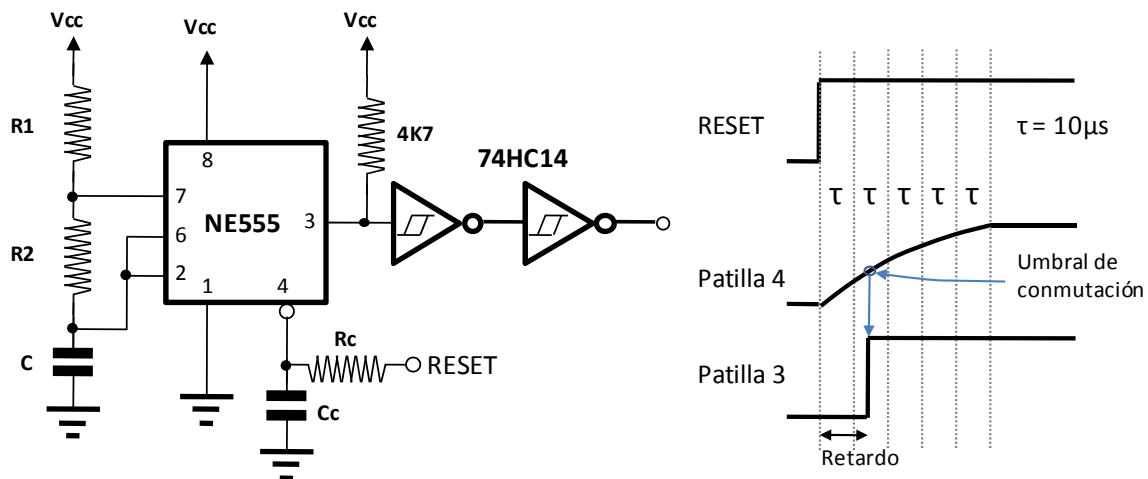 Vcc
Vcc
Vcc
R1
8
4K7
74HC14
7
NE555
3
6
R2
2
1
4
Rc
RESET
C
Cc
RESET
τ = 10µs
τ τ τ τ τ
Patilla 4
Umbral de
conmutación
Patilla 3
Retardo